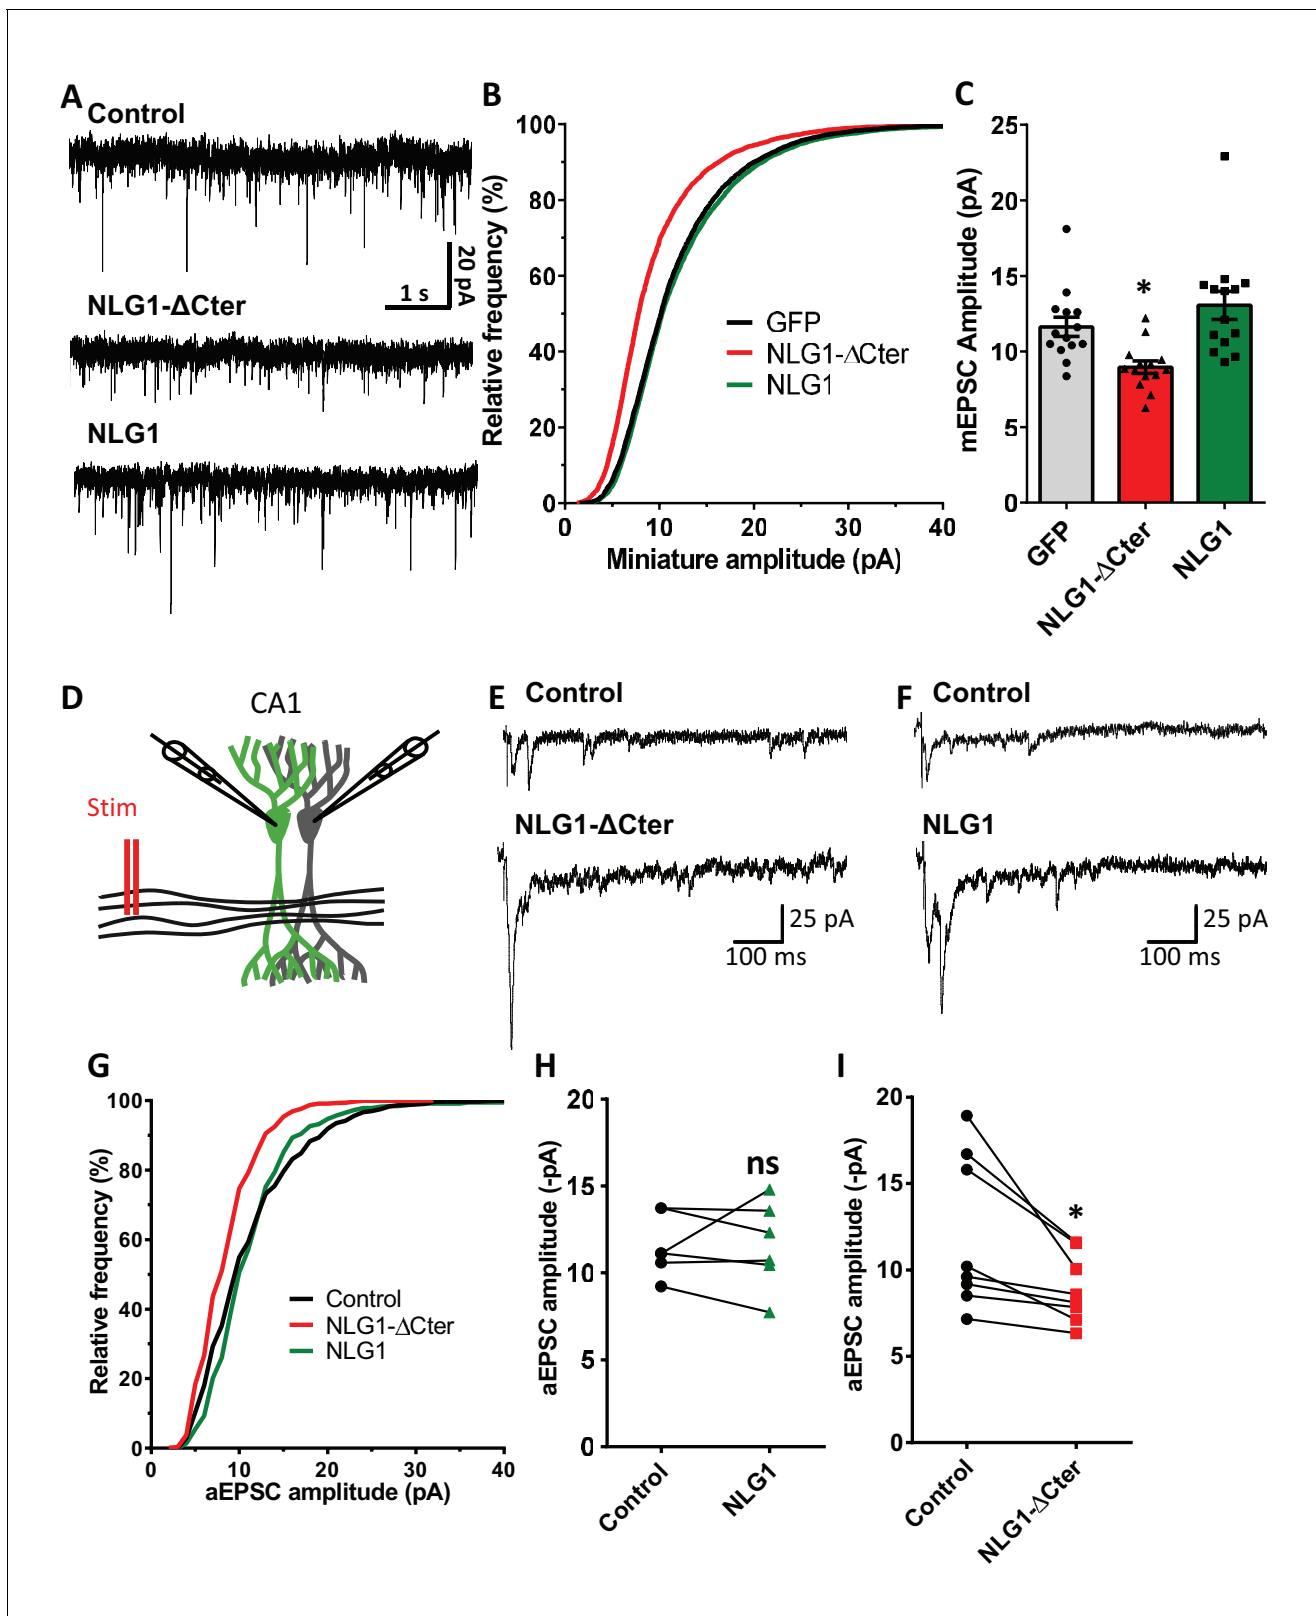 A
Control
20 pA
1 s
NLG1-ΔCter
NLG1
B
Relative frequency (%)
100
80
60
40
20
0
GFP
NLG1-ΔCter
NLG1
0 10 20 30 40
Miniature amplitude (pA)
C
mEPSC Amplitude (pA)
25
20
15
10
5
0
*
GFP
NLG1-ΔCter
NLG1
D
CA1
Stim
E
Control
NLG1-ΔCter
25 pA
100 ms
F
Control
NLG1
25 pA
100 ms
G
Relative frequency (%)
100
80
60
40
20
0
Control
NLG1-ΔCter
NLG1
0 10 20 30 40
aEPSC amplitude (pA)
H
aEPSC amplitude (-pA)
20
15
10
5
0
ns
Control
NLG1
I
aEPSC amplitude (-pA)
20
15
10
5
0
*
Control
NLG1-ΔCter